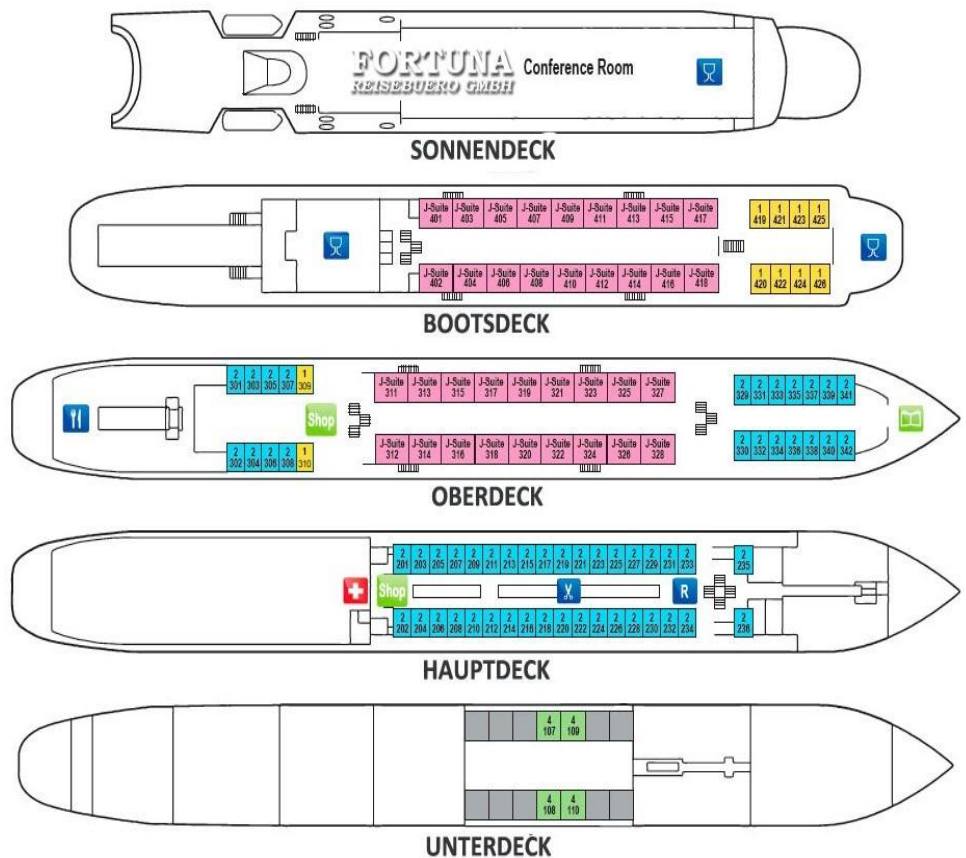 FORTUNA
REISEBUERO GMBH
Conference Room
SONNENDECK
J-Suite 401 J-Suite 403 J-Suite 405 J-Suite 407 J-Suite 409 J-Suite 411 J-Suite 413 J-Suite 415 J-Suite 417 1 419 1 421 1 423 1 425
J-Suite 402 J-Suite 404 J-Suite 406 J-Suite 408 J-Suite 410 J-Suite 412 J-Suite 414 J-Suite 416 J-Suite 418 1 420 1 422 1 424 1 426
BOOTSDECK
2 301 2 303 2 305 2 307 1 309 J-Suite 311 J-Suite 313 J-Suite 315 J-Suite 317 J-Suite 319 J-Suite 321 J-Suite 323 J-Suite 325 J-Suite 327 2 329 2 331 2 333 2 335 2 337 2 339 2 341
Shop
2 302 2 304 2 306 2 308 1 310 J-Suite 312 J-Suite 314 J-Suite 316 J-Suite 318 J-Suite 320 J-Suite 322 J-Suite 324 J-Suite 326 J-Suite 328 2 330 2 332 2 334 2 336 2 338 2 340 2 342
OBERDECK
2 201 2 203 2 205 2 207 2 209 2 211 2 213 2 215 2 217 2 219 2 221 2 223 2 225 2 227 2 229 2 231 2 233 2 235
Shop R
2 202 2 204 2 206 2 208 2 210 2 212 2 214 2 216 2 218 2 220 2 222 2 224 2 226 2 228 2 230 2 232 2 234 2 236
HAUPTDECK
4 107 4 109
4 108 4 110
UNTERDECK